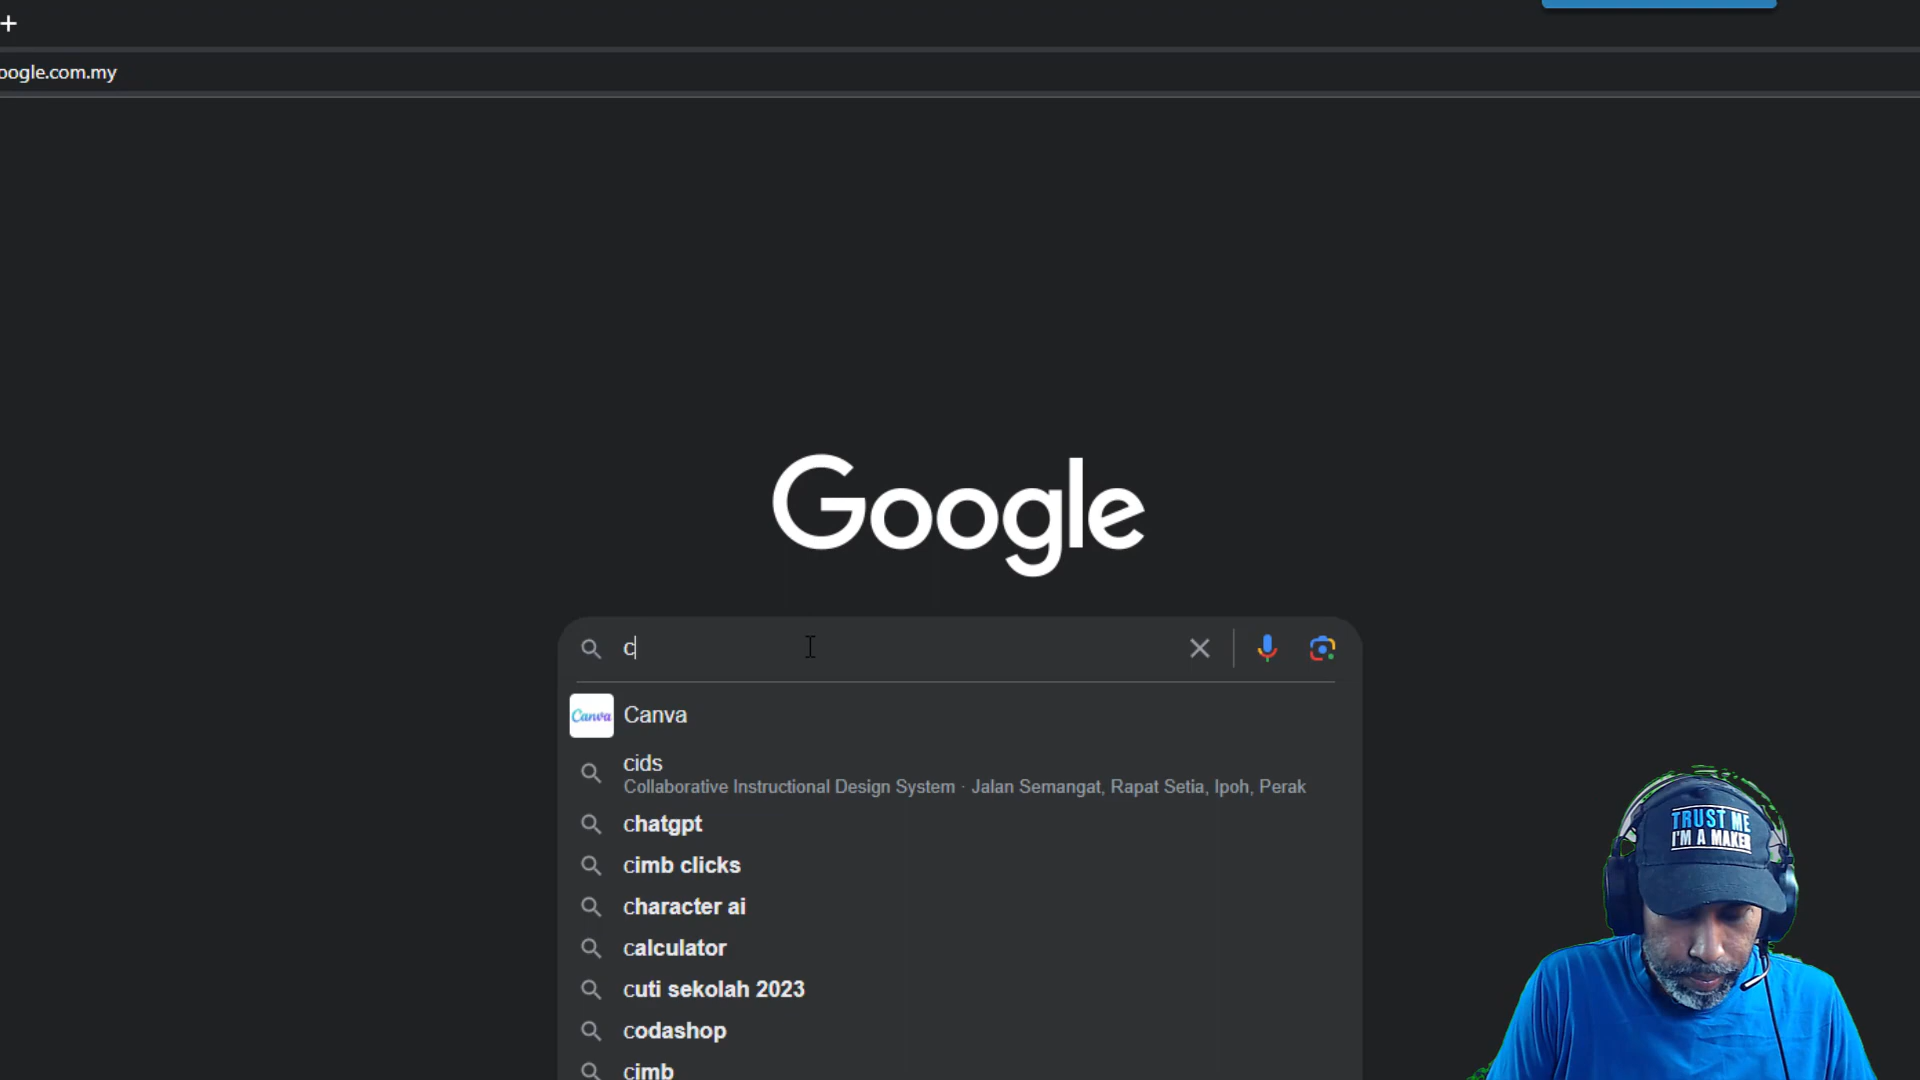 oogle.com.my
Google
c
Canva
Canva
cids
Collaborative Instructional Design System · Jalan Semangat, Rapat Setia, Ipoh, Perak
chatgpt
cimb clicks
character ai
calculator
cuti sekolah 2023
codashop
cimb
TRUST ME
I'M A MAKER